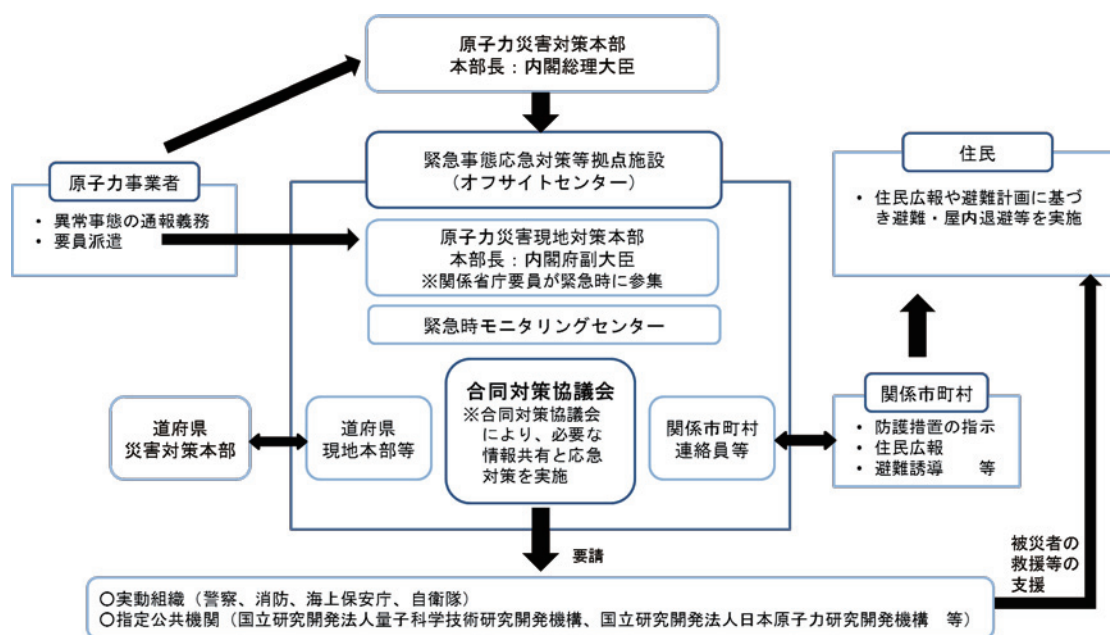 原子力災害対策本部
本部長：内閣総理大臣
緊急事態応急対策等拠点施設
（オフサイトセンター）
原子力事業者
・ 異常事態の通報義務
・ 要員派遣
住民
・ 住民広報や避難計画に基づ
き避難・屋内退避等を実施
原子力災害現地対策本部
本部長：内閣府副大臣
※関係省庁要員が緊急時に参集
緊急時モニタリングセンター
道府県
災害対策本部
道府県
現地本部等
合同対策協議会
※合同対策協議会
により、必要な
情報共有と応急
対策を実施
関係市町村
連絡員等
関係市町村
・ 防護措置の指示
・ 住民広報
・ 避難誘導　等
要請
被災者の
救援等の
支援
○実動組織（警察、消防、海上保安庁、自衛隊）
○指定公共機関（国立研究開発法人量子科学技術研究開発機構、国立研究開発法人日本原子力研究開発機構　等）